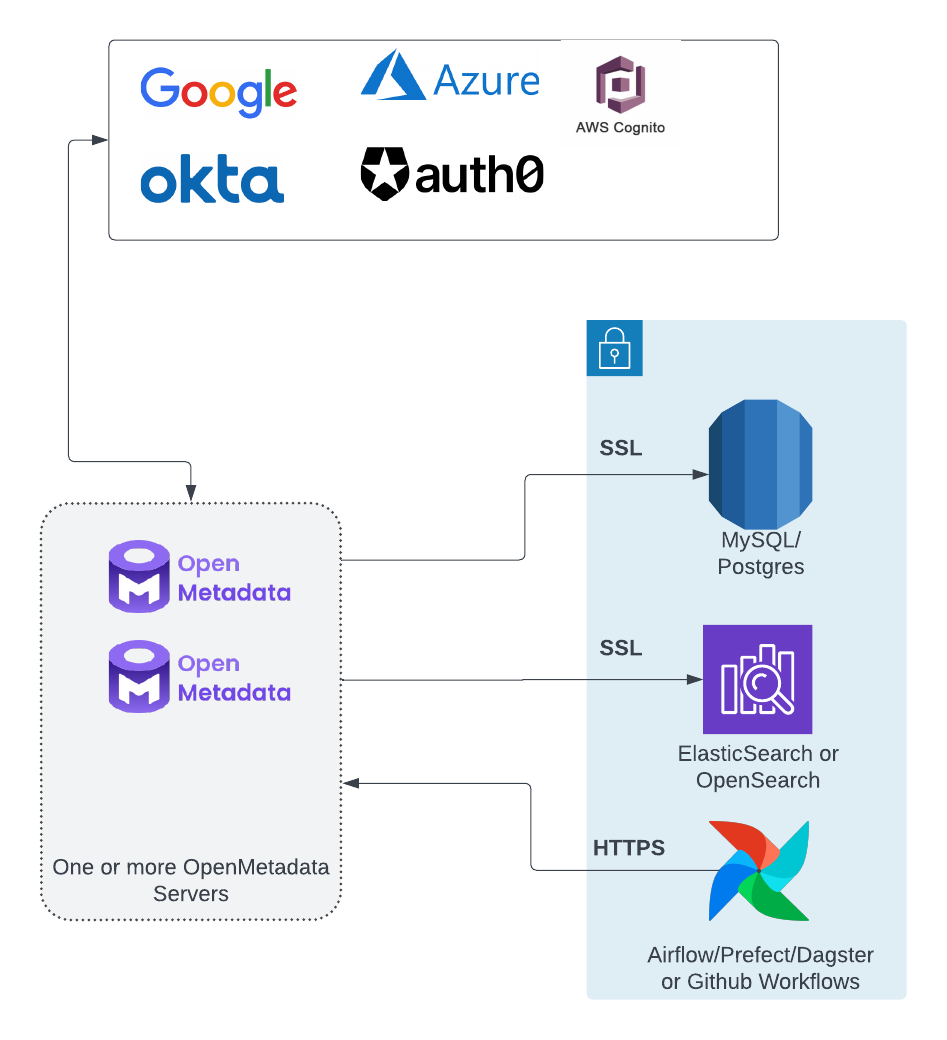 Google
Azure
AWS Cognito
okta
auth0
SSL
MySQL/
Postgres
Open
Metadata
Open
Metadata
SSL
ElasticSearch or
OpenSearch
HTTPS
One or more OpenMetadata
Servers
Airflow/Prefect/Dagster
or Github Workflows